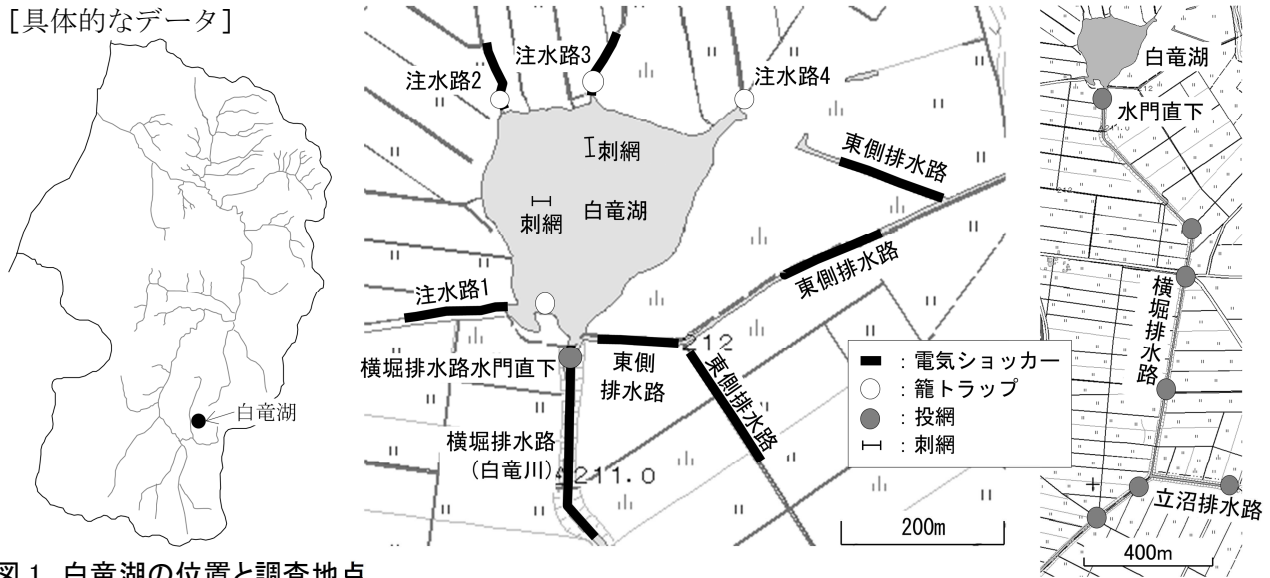 [具体的なデータ]
白竜湖
注水路2
注水路3
注水路4
刺網
刺網
白竜湖
東側排水路
東側排水路
注水路1
横堀排水路水門直下
東側
排水路
212
東側排水路
横堀排水路
(白竜川)
211.0
:電気ショッカー
:籠トラップ
:投網
:刺網
200m
白竜湖
212
水門直下
横堀排水路
立沼排水路
400m
図1 白竜湖の位置と調査地点